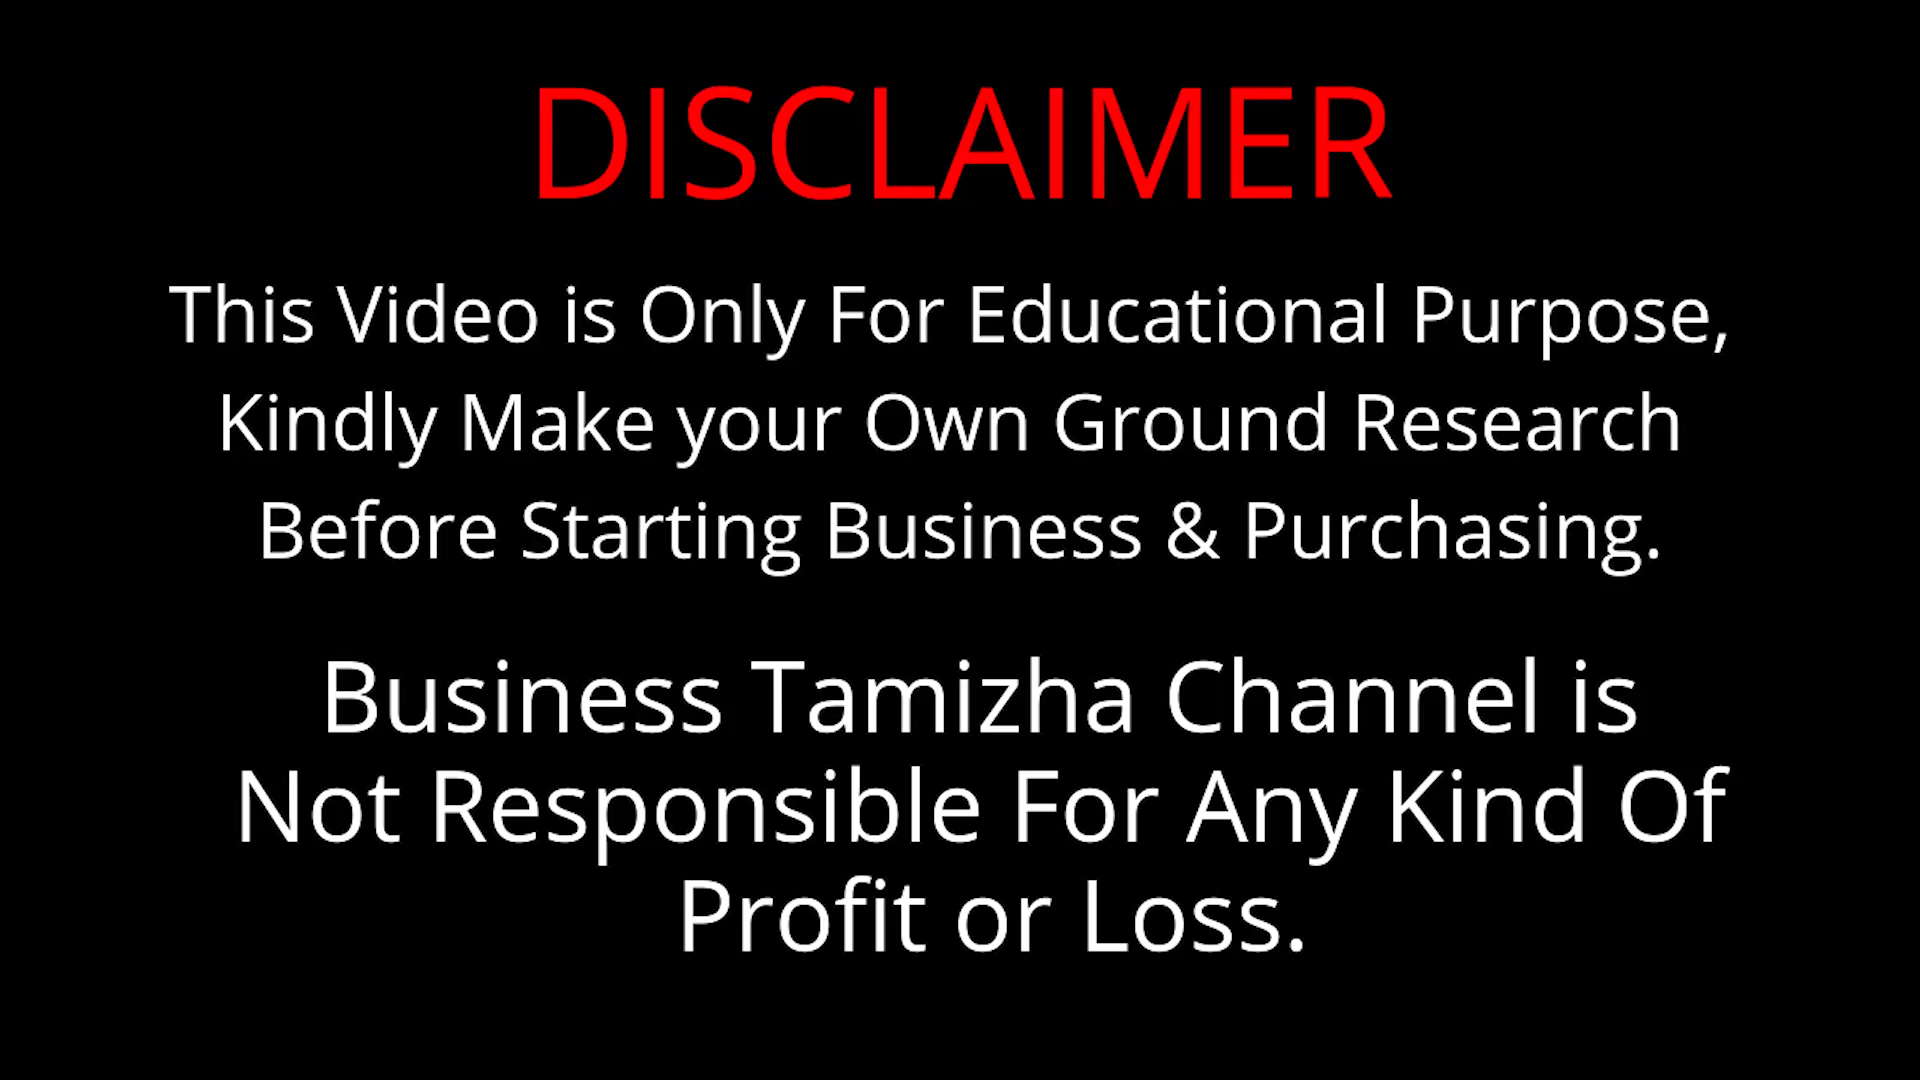 DISCLAIMER
This Video is Only For Educational Purpose,
Kindly Make your Own Ground Research
Before Starting Business & Purchasing.
Business Tamizha Channel is
Not Responsible For Any Kind Of
Profit or Loss.